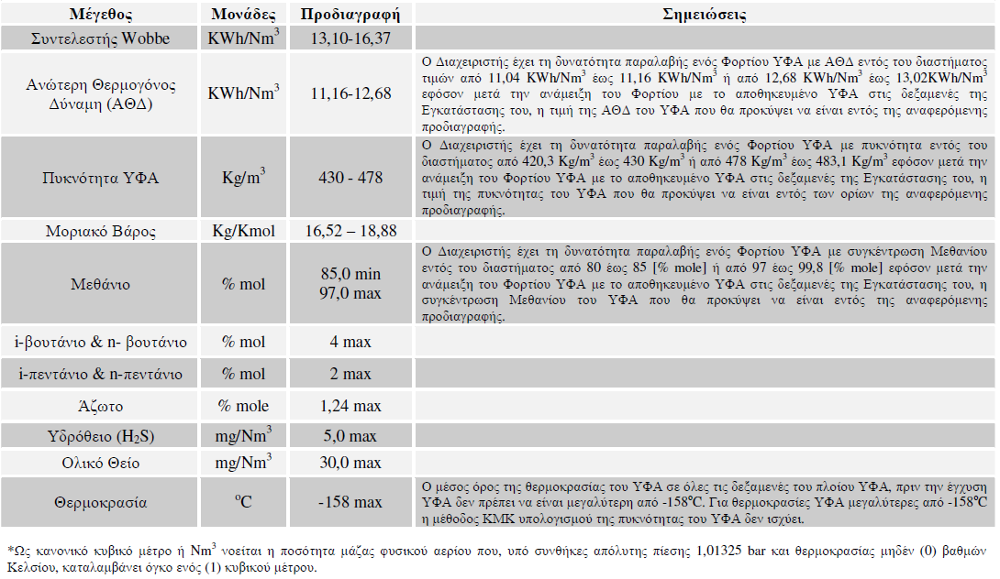 Μέγεθος Μονάδες Προδιαγραφή Σημειώσεις
Συντελεστής Wobbe KWh/Nm³ 13,10-16,37
Ανώτερη Θερμογόνος
Δύναμη (ΑΘΔ)
KWh/Nm³
11,16-12,68
Ο Διαχειριστής έχει τη δυνατότητα παραλαβής ενός Φορτίου ΥΦΑ με ΑΘΔ εντός του διαστήματος
τιμών από 11,04 KWh/Nm³ έως 11,16 KWh/Nm³ ή από 12,68 KWh/Nm³ έως 13,02KWh/Nm³
εφόσον μετά την ανάμειξη του Φορτίου με το αποθηκευμένο ΥΦΑ στις δεξαμενές της
Εγκατάστασης του, η τιμή της ΑΘΔ του ΥΦΑ που θα προκύψει να είναι εντός της αναφερόμενης
προδιαγραφής.
Πυκνότητα ΥΦΑ
Kg/m³
430 - 478
Ο Διαχειριστής έχει τη δυνατότητα παραλαβής ενός Φορτίου ΥΦΑ με πυκνότητα εντός του
διαστήματος από 420,3 Kg/m³ έως 430 Kg/m³ ή από 478 Kg/m³ έως 483,1 Kg/m³ εφόσον μετά την
ανάμειξη του Φορτίου ΥΦΑ με το αποθηκευμένο ΥΦΑ στις δεξαμενές της Εγκατάστασης του, η
τιμή της πυκνότητας του ΥΦΑ που θα προκύψει να είναι εντός των ορίων της αναφερόμενης
προδιαγραφής.
Μοριακό Βάρος Kg/Kmol 16,52 – 18,88
Μεθάνιο
% mol
85,0 min
97,0 max
Ο Διαχειριστής έχει τη δυνατότητα παραλαβής ενός Φορτίου ΥΦΑ με συγκέντρωση Μεθανίου
εντός του διαστήματος από 80 έως 85 [% mole] ή από 97 έως 99,8 [% mole] εφόσον μετά την
ανάμειξη του Φορτίου ΥΦΑ με το αποθηκευμένο ΥΦΑ στις δεξαμενές της Εγκατάστασης του, η
συγκέντρωση Μεθανίου του ΥΦΑ που θα προκύψει να είναι εντός της αναφερόμενης
προδιαγραφής.
i-βουτάνιο & n- βουτάνιο % mol 4 max
i-πεντάνιο & n-πεντάνιο % mol 2 max
Άζωτο % mole 1,24 max
Υδρόθειο (H₂S) mg/Nm³ 5,0 max
Ολικό Θείο mg/Nm³ 30,0 max
Θερμοκρασία
ºC
-158 max
Ο μέσος όρος της θερμοκρασίας του ΥΦΑ σε όλες τις δεξαμενές του πλοίου ΥΦΑ, πριν την έγχυση
ΥΦΑ δεν πρέπει να είναι μεγαλύτερη από -158ºC. Για θερμοκρασίες ΥΦΑ μεγαλύτερες από -158ºC
η μέθοδος ΚΜΚ υπολογισμού της πυκνότητας του ΥΦΑ δεν ισχύει.
*Ως κανονικό κυβικό μέτρο ή Nm³ νοείται η ποσότητα μάζας φυσικού αερίου που, υπό συνθήκες απόλυτης πίεσης 1,01325 bar και θερμοκρασίας μηδέν (0) βαθμών
Κελσίου, καταλαμβάνει όγκο ενός (1) κυβικού μέτρου.